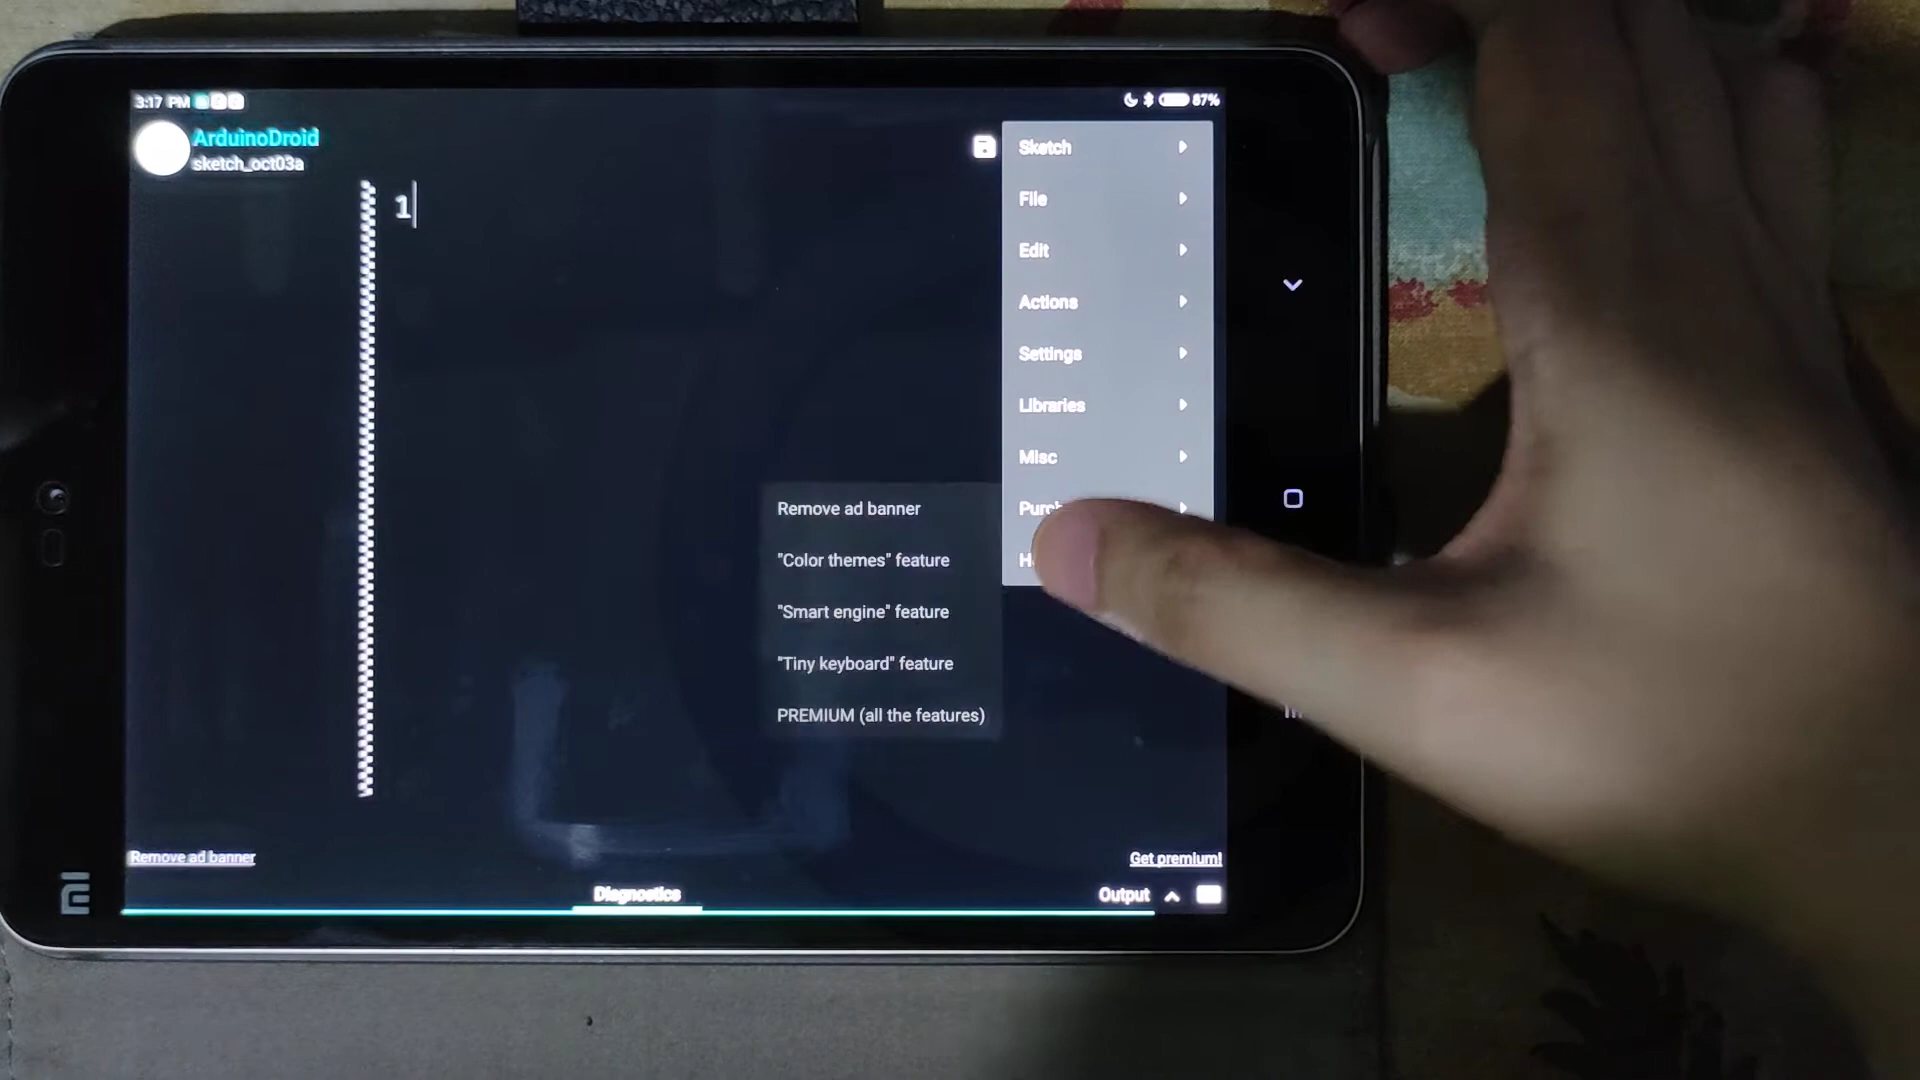 3:17 PM
87%
ArduinoDroid
sketch_oct03a
1
Sketch
File
Edit
Actions
Settings
Libraries
Misc
Remove ad banner
"Color themes" feature
"Smart engine" feature
"Tiny keyboard" feature
PREMIUM (all the features)
Remove ad banner
Get premium!
Diagnostics
Output
mi